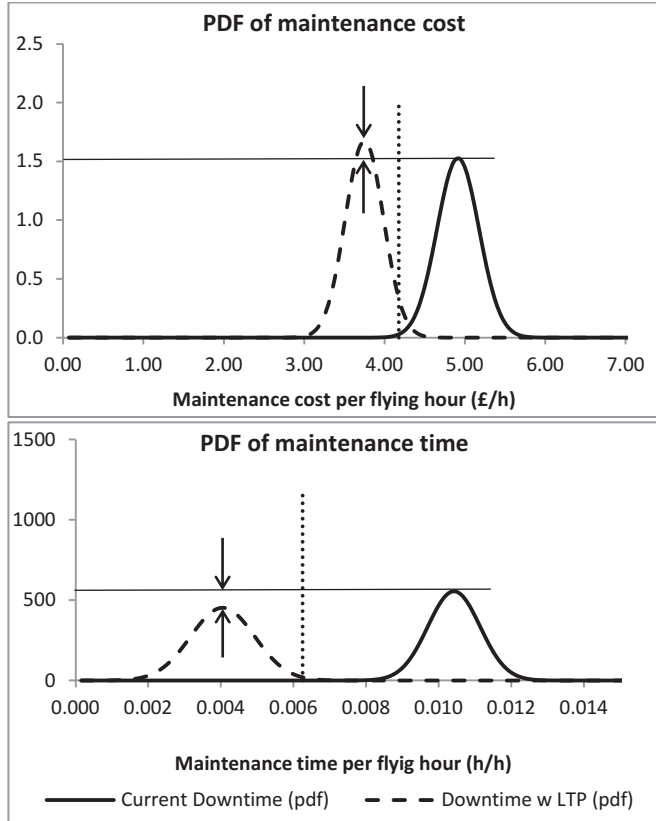 PDF of maintenance cost
2.5
2.0
1.5
1.0
0.5
0.0
0.00 1.00 2.00 3.00 4.00 5.00 6.00 7.00
Maintenance cost per flying hour (£/h)
PDF of maintenance time
1500
1000
500
0
0.000 0.002 0.004 0.006 0.008 0.010 0.012 0.014
Maintenance time per flyig hour (h/h)
Current Downtime (pdf) Downtime w LTP (pdf)